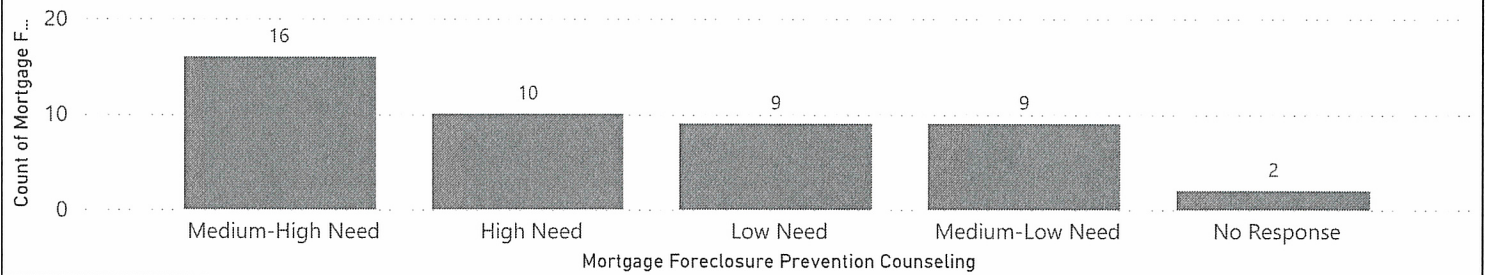 Count of Mortgage F...
20
10
0
16
10
9
9
2
Medium-High Need
High Need
Low Need
Medium-Low Need
No Response
Mortgage Foreclosure Prevention Counseling